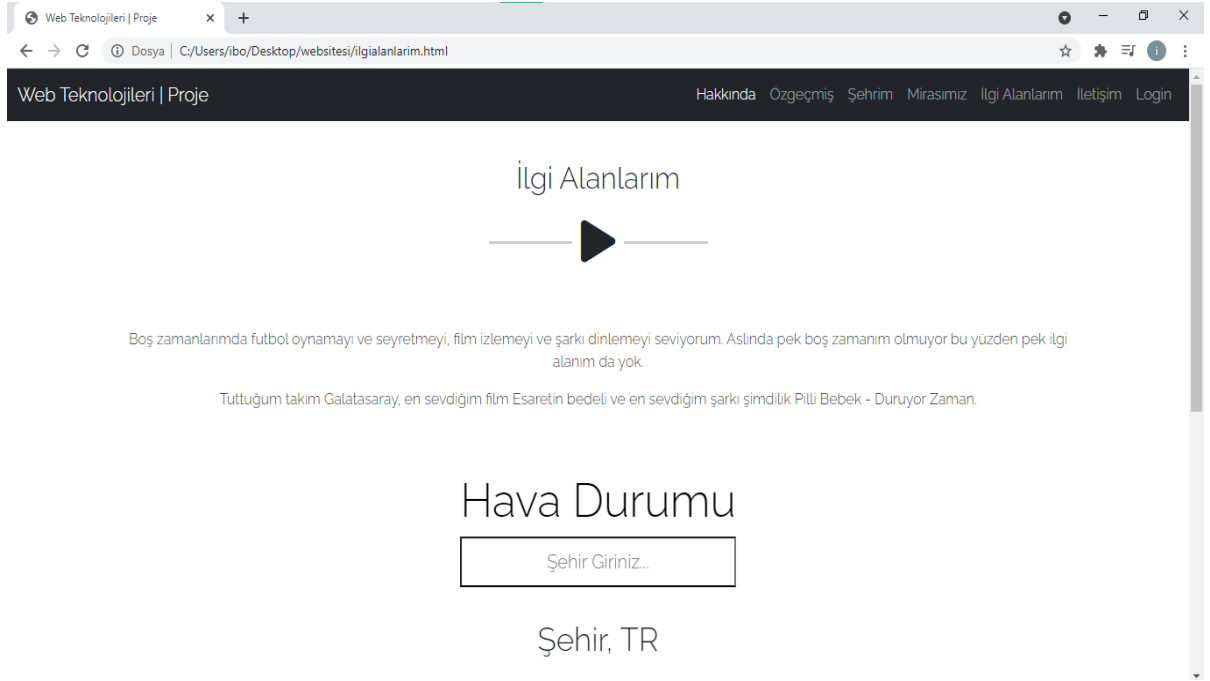 Web Teknolojileri | Proje
Dosya | C:/Users/ibo/Desktop/websitesi/ilgialanlarim.html
i
Web Teknolojileri | Proje
Hakkında Özgeçmiş Şehrim Mirasımız İlgi Alanlarım İletişim Login
İlgi Alanlarım
Boş zamanlarımda futbol oynamayı ve seyretmeyi, film izlemeyi ve şarkı dinlemeyi seviyorum. Aslında pek boş zamanım olmuyor bu yüzden pek ilgi
alanım da yok.
Tuttuğum takım Galatasaray, en sevdiğim film Esaretin bedeli ve en sevdiğim şarkı şimdilik Pilli Bebek - Duruyor Zaman.
Hava Durumu
Şehir Giriniz...
Şehir, TR